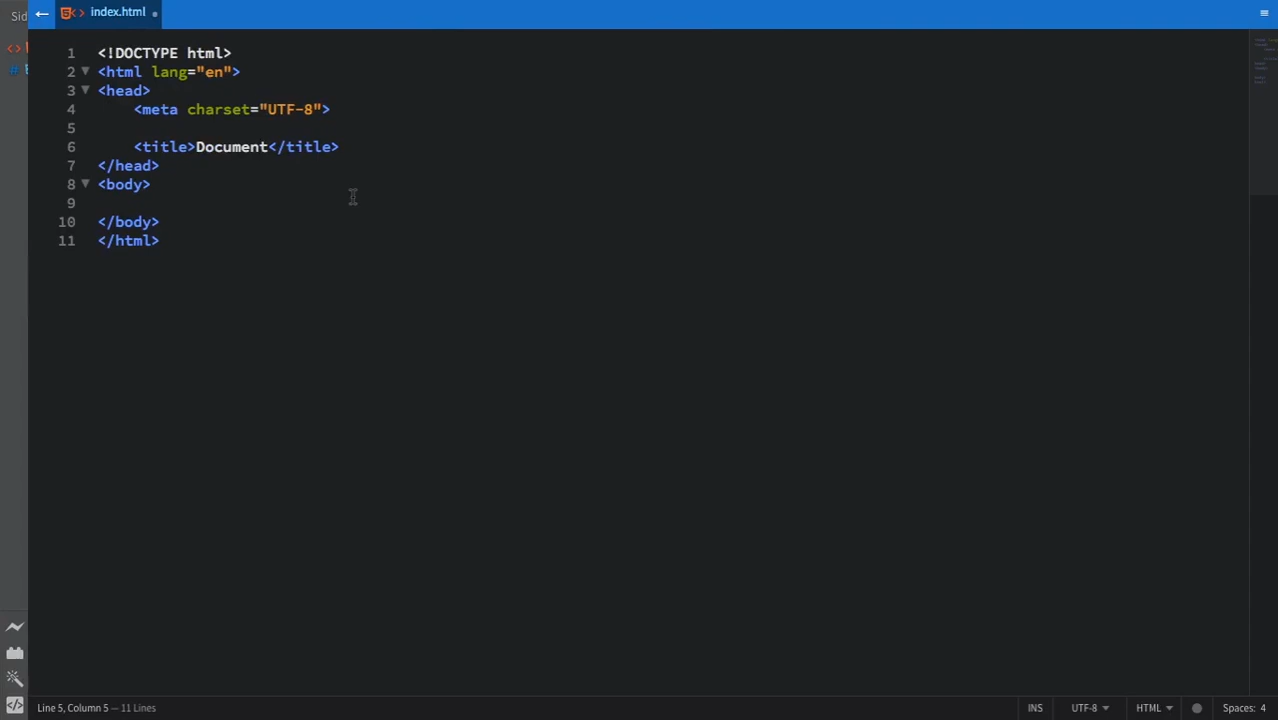 Sid
index.html
1 <!DOCTYPE html>
2 <html lang="en">
3 <head>
4 <meta charset="UTF-8">
5
6 <title>Document</title>
7 </head>
8 <body>
9
10 </body>
11 </html>
Line 5, Column 5 — 11 Lines
INS UTF-8 HTML Spaces: 4